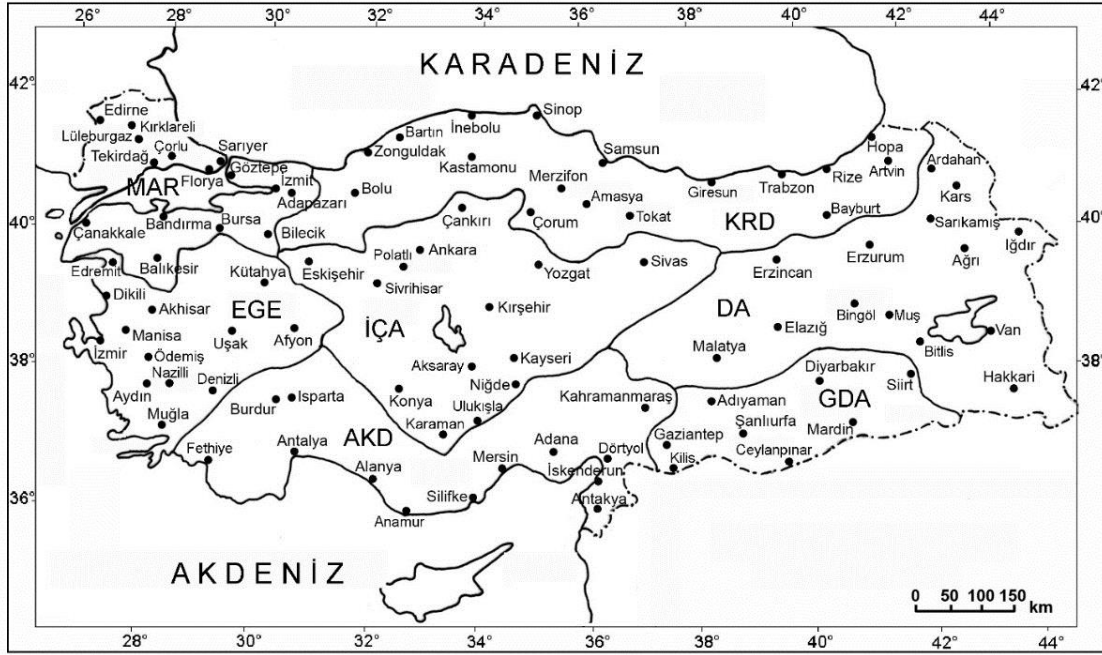 26° 28° 30° 32° 34° 36° 38° 40° 42° 44°
KARADENİZ
42° 42°
Edirne
Kırklareli
Lüleburgaz
Çorlu
Tekirdağ
Sarıyer
Göztepe
Florya
MAR
İzmit
Adapazarı
Zonguldak
Bartın
İnebolu
Sinop
Kastamonu
Bolu
Samsun
Merzifon
Amasya
Çankırı
Çorum
Tokat
Giresun
Trabzon
Rize
Hopa
Artvin
Ardahan
Kars
KRD
Bayburt
Sarıkamış
Iğdır
40° 40°
Çanakkale
Bandırma
Bursa
Bilecik
Edremit
Balıkesir
Kütahya
Eskişehir
Polatlı
Ankara
Sivrihisar
Yozgat
Sivas
Erzincan
Erzurum
Ağrı
Dikili
Akhisar
EGE
Kırşehir
DA
Bingöl
Muş
Van
Manisa
İzmir
Uşak
Afyon
İÇA
Elazığ
Bitlis
38° 38°
Ödemiş
Nazilli
Aydın
Denizli
Muğla
Aksaray
Kayseri
Niğde
Konya
Ulukışla
Karaman
Malatya
Diyarbakır
Siirt
Hakkari
Kahramanmaraş
Adıyaman
GDA
Şanlıurfa
Mardin
Gaziantep
Kilis
Ceylanpınar
Burdur
Isparta
AKD
Fethiye
Antalya
Alanya
Mersin
Adana
Dörtyol
İskenderun
Antakya
Silifke
Anamur
36° 36°
AKDENİZ
0 50 100 150 km
28° 30° 32° 34° 36° 38° 40° 42° 44°